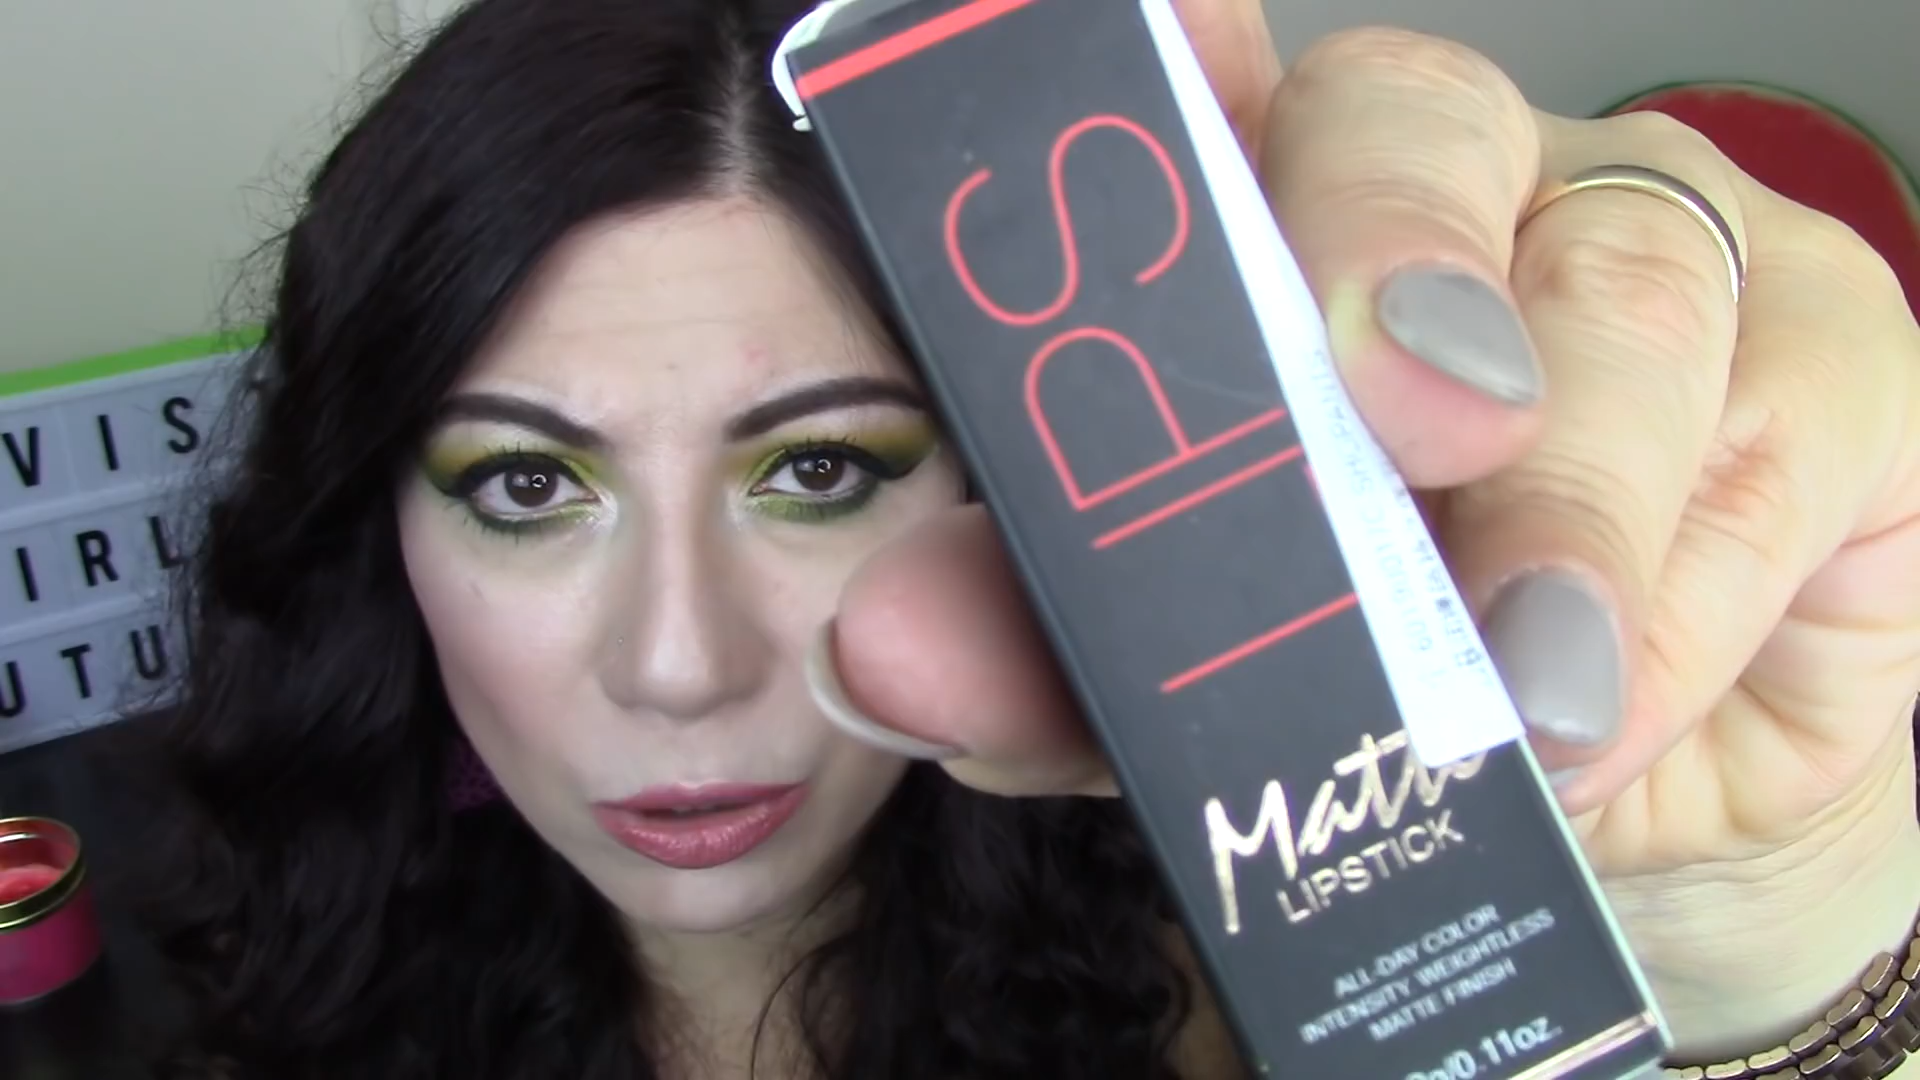 VIS
IRL
UTU
LIPS
Matte
LIPSTICK
ALL-DAY COLOR
INTENSITY WEIGHTLESS
MATTE FINISH
/0.11oz.